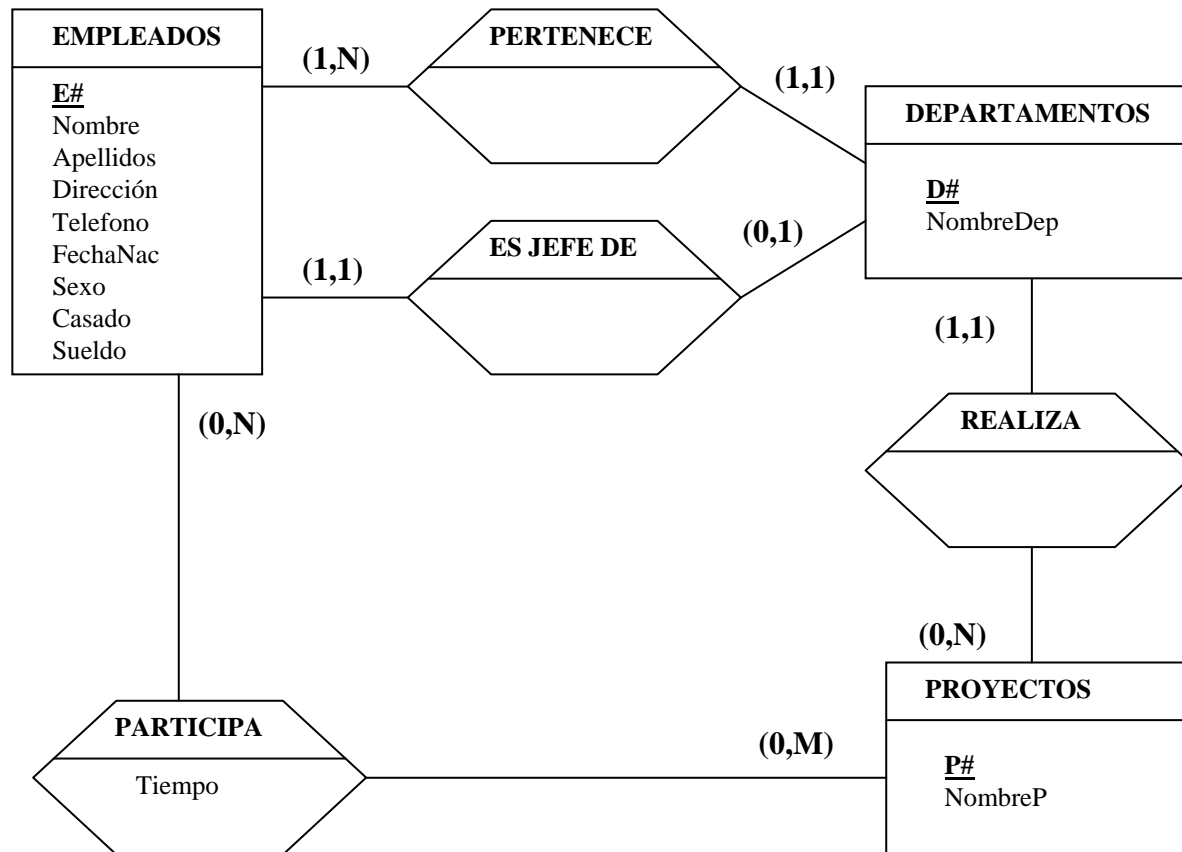 EMPLEADOS
E#
Nombre
Apellidos
Dirección
Telefono
FechaNac
Sexo
Casado
Sueldo
(1,N)
PERTENECE
(1,1)
DEPARTAMENTOS
D#
NombreDep
(1,1)
ES JEFE DE
(0,1)
(1,1)
REALIZA
(0,N)
(0,N)
PARTICIPA
Tiempo
(0,M)
PROYECTOS
P#
NombreP